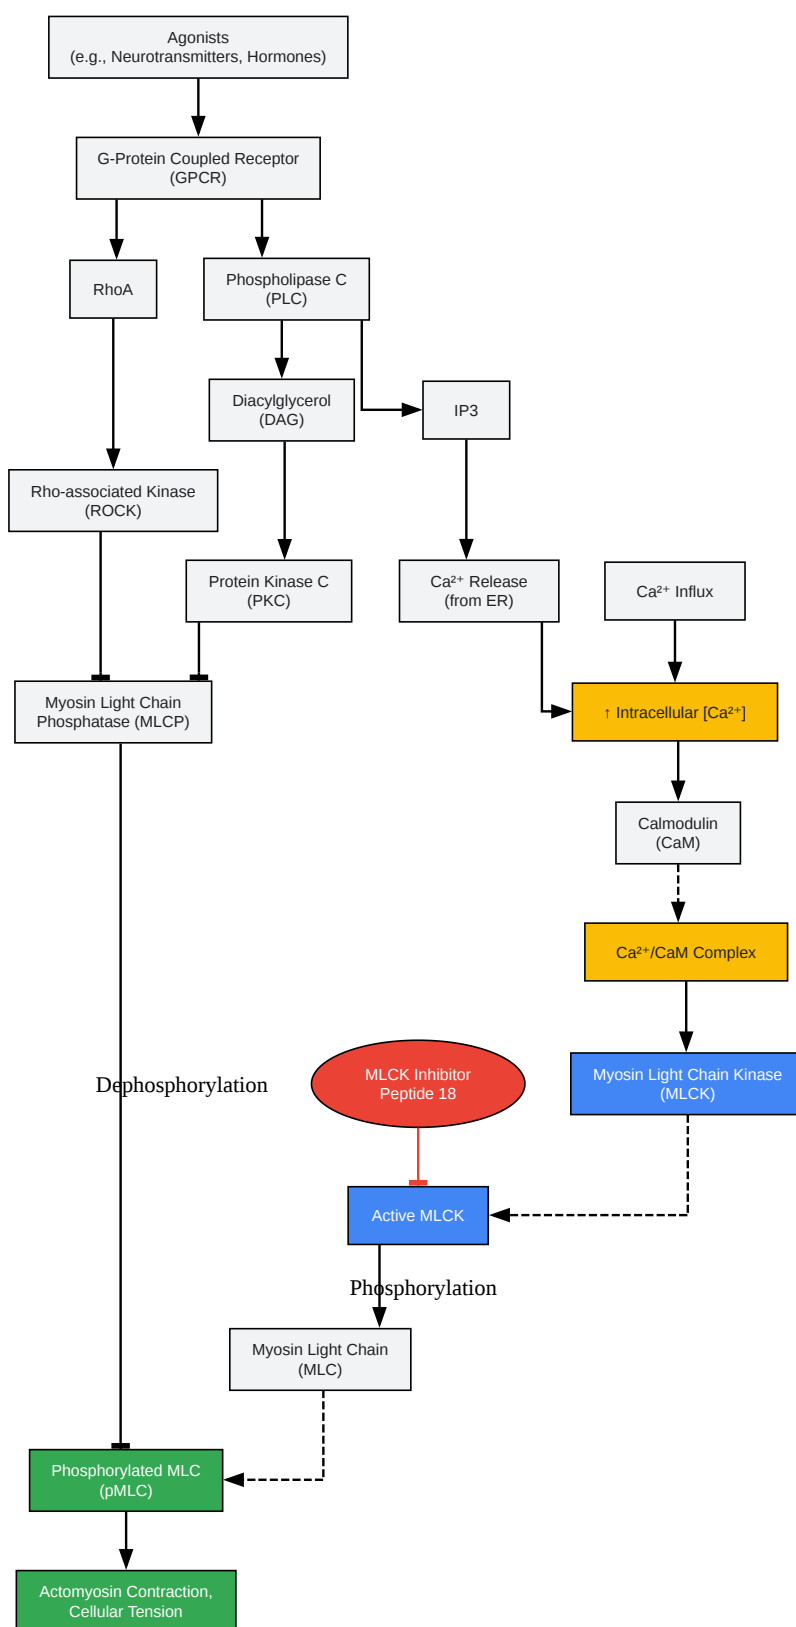 Agonists
(e.g., Neurotransmitters, Hormones)
G-Protein Coupled Receptor
(GPCR)
RhoA
Phospholipase C
(PLC)
Diacylglycerol
(DAG)
IP3
Rho-associated Kinase
(ROCK)
Protein Kinase C
(PKC)
Ca²⁺ Release
(from ER)
Ca²⁺ Influx
Myosin Light Chain
Phosphatase (MLCP)
↑ Intracellular [Ca²⁺]
Calmodulin
(CaM)
Ca²⁺/CaM Complex
Dephosphorylation
MLCK Inhibitor
Peptide 18
Myosin Light Chain Kinase
(MLCK)
Active MLCK
Phosphorylation
Myosin Light Chain
(MLC)
Phosphorylated MLC
(pMLC)
Actomyosin Contraction,
Cellular Tension